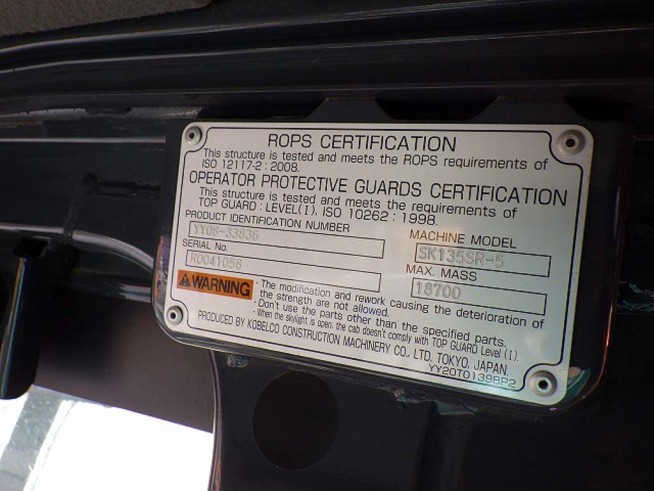 ROPS CERTIFICATION
This structure is tested and meets the ROPS requirements of
ISO 12117-2 : 2008.
OPERATOR PROTECTIVE GUARDS CERTIFICATION
This structure is tested and meets the requirements of
TOP GUARD : LEVEL(I), ISO 10262 : 1998.
PRODUCT IDENTIFICATION NUMBER
YY08-33836
MACHINE MODEL
SK135SR-5
SERIAL No.
R0041058
MAX. MASS
18700
WARNING
· The modification and rework causing the deterioration of
the strength are not allowed.
· Don't use the parts other than the specified parts.
· When the skylight is open, the cab doesn't comply with TOP GUARD Level (I).
PRODUCED BY KOBELCO CONSTRUCTION MACHINERY CO., LTD. TOKYO, JAPAN.
YY20T01398P2